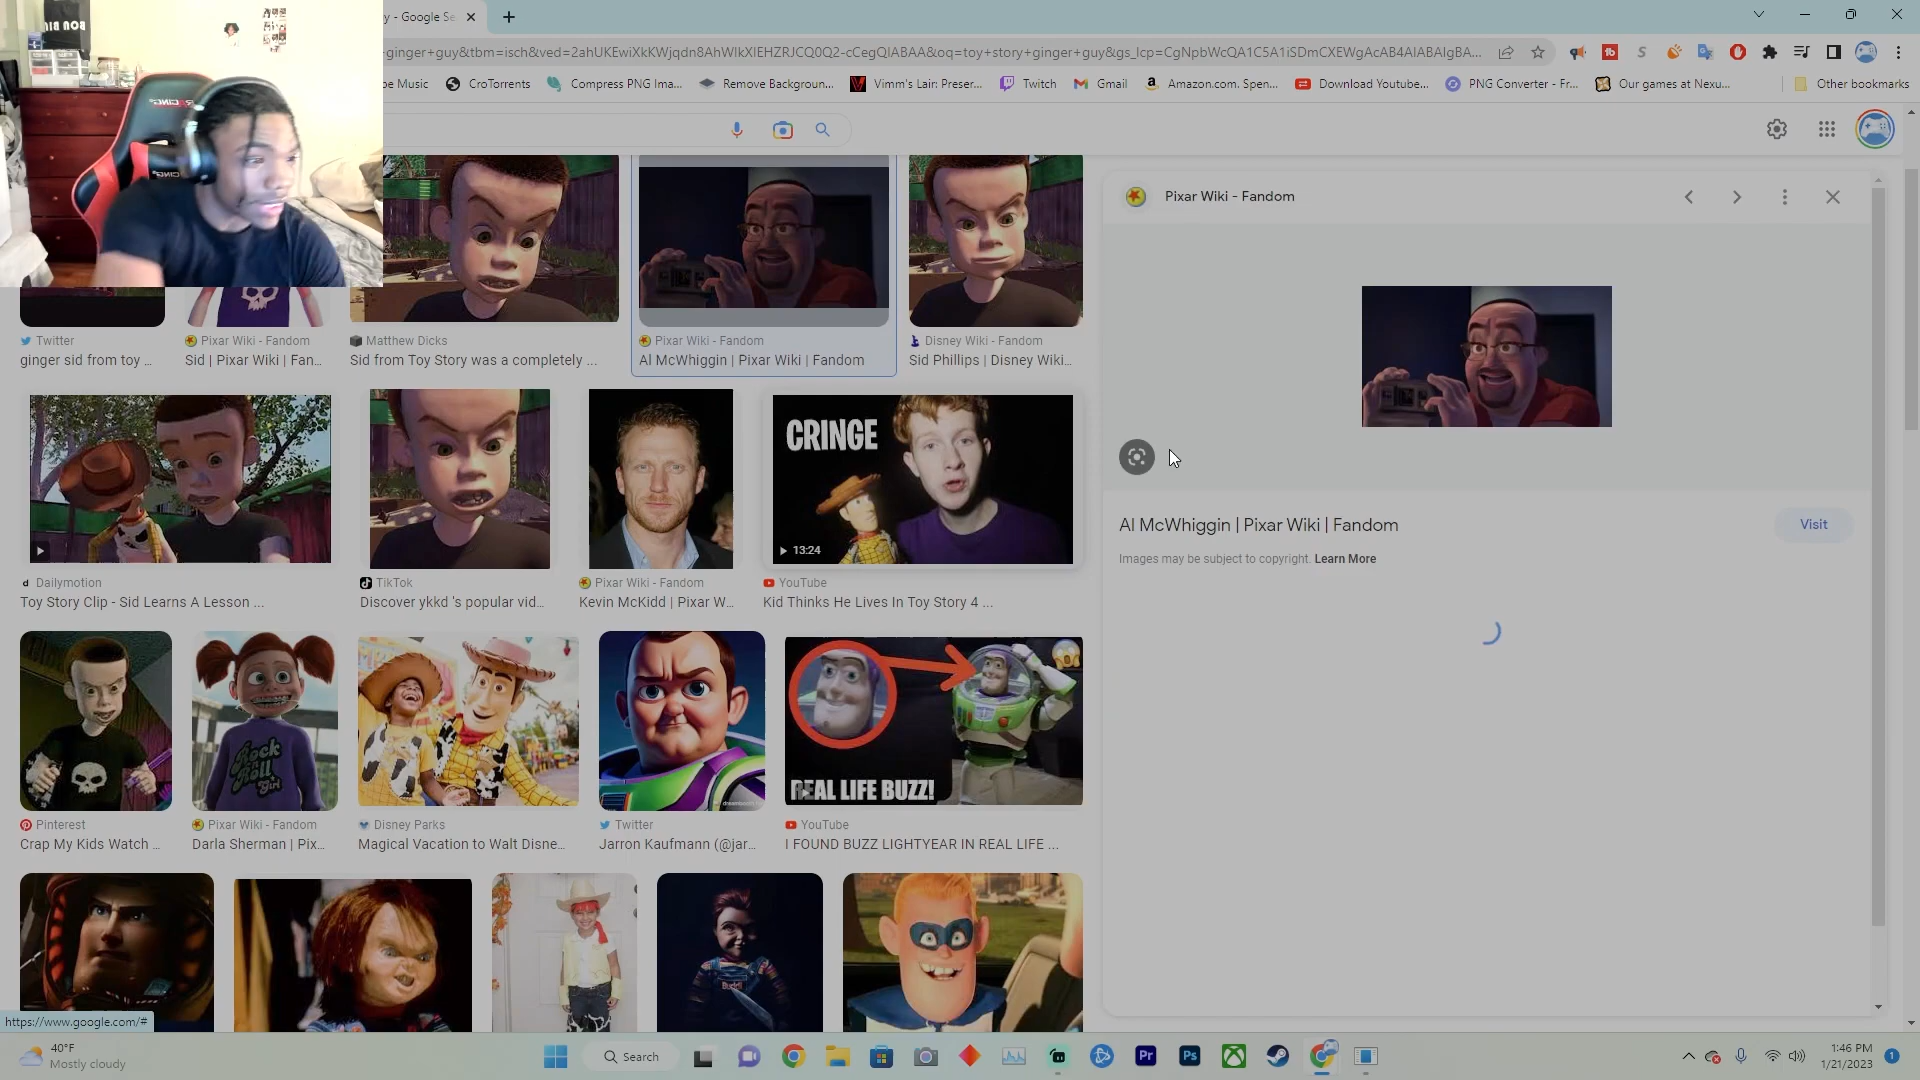 y - Google Se
ginger+guy&tbm=isch&ved=2ahUKEwiXkKWjqdn8AhWIkXIEHZRJCQ0Q2-cCegQIABAA&oq=toy+story+ginger+guy&gs_lcp=CgNpbWcQA1C5A1iSDmCXEWgAcAB4AIABAIgBA...
be Music
CroTorrents
Compress PNG Ima...
Remove Backgroun...
Vimm's Lair: Preser...
Twitch
Gmail
Amazon.com. Spen...
Download Youtube...
PNG Converter - Fr...
Our games at Nexu...
Other bookmarks
Pixar Wiki - Fandom
Twitter
ginger sid from toy ...
Pixar Wiki - Fandom
Sid | Pixar Wiki | Fan...
Matthew Dicks
Sid from Toy Story was a completely ...
Pixar Wiki - Fandom
Al McWhiggin | Pixar Wiki | Fandom
Disney Wiki - Fandom
Sid Phillips | Disney Wiki...
CRINGE
13:24
Al McWhiggin | Pixar Wiki | Fandom
Visit
Images may be subject to copyright. Learn More
Dailymotion
Toy Story Clip - Sid Learns A Lesson ...
TikTok
Discover ykkd 's popular vid...
Pixar Wiki - Fandom
Kevin McKidd | Pixar W...
YouTube
Kid Thinks He Lives In Toy Story 4 ...
Rock n Roll Girl
REAL LIFE BUZZ!
Pinterest
Crap My Kids Watch ...
Pixar Wiki - Fandom
Darla Sherman | Pix...
Disney Parks
Magical Vacation to Walt Disne...
Twitter
Jarron Kaufmann (@jar...
YouTube
I FOUND BUZZ LIGHTYEAR IN REAL LIFE ...
Buddi
https://www.google.com/#
40°F
Mostly cloudy
Search
Pr
Ps
1:46 PM
1/21/2023
1